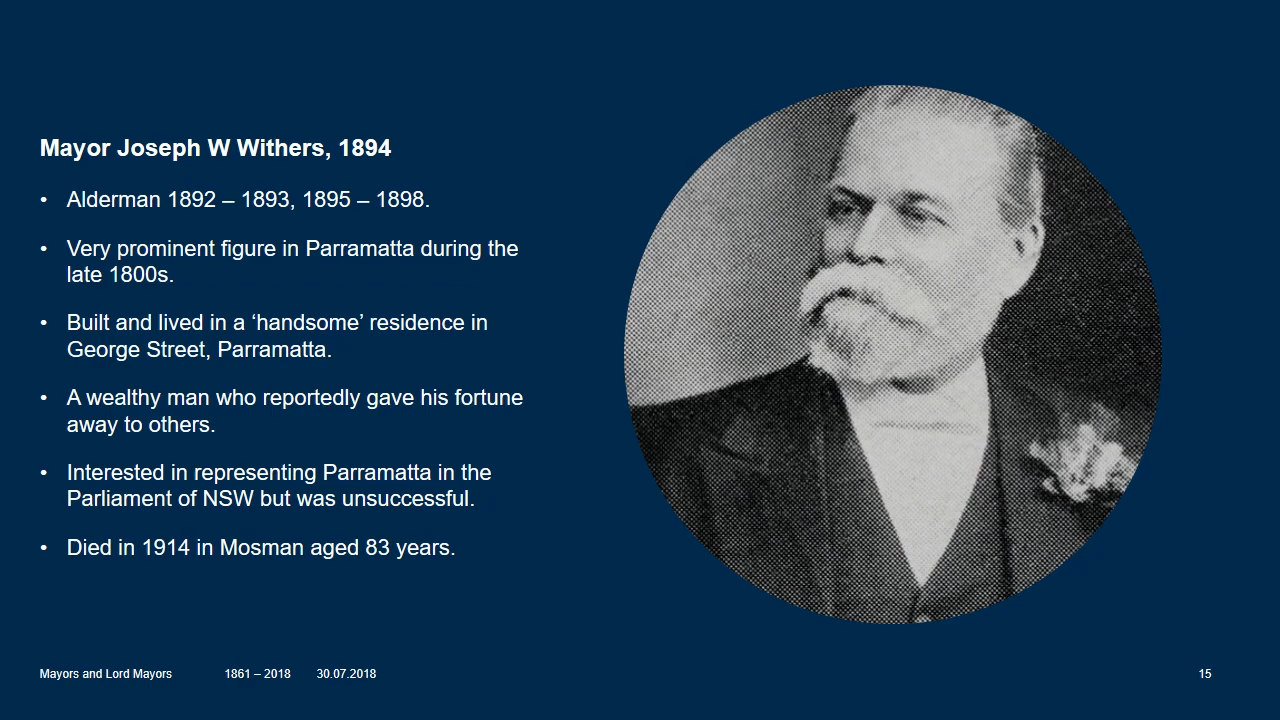 Mayor Joseph W Withers, 1894
• Alderman 1892 – 1893, 1895 – 1898.
• Very prominent figure in Parramatta during the
late 1800s.
• Built and lived in a ‘handsome’ residence in
George Street, Parramatta.
• A wealthy man who reportedly gave his fortune
away to others.
• Interested in representing Parramatta in the
Parliament of NSW but was unsuccessful.
• Died in 1914 in Mosman aged 83 years.
Mayors and Lord Mayors 1861 – 2018 30.07.2018 15